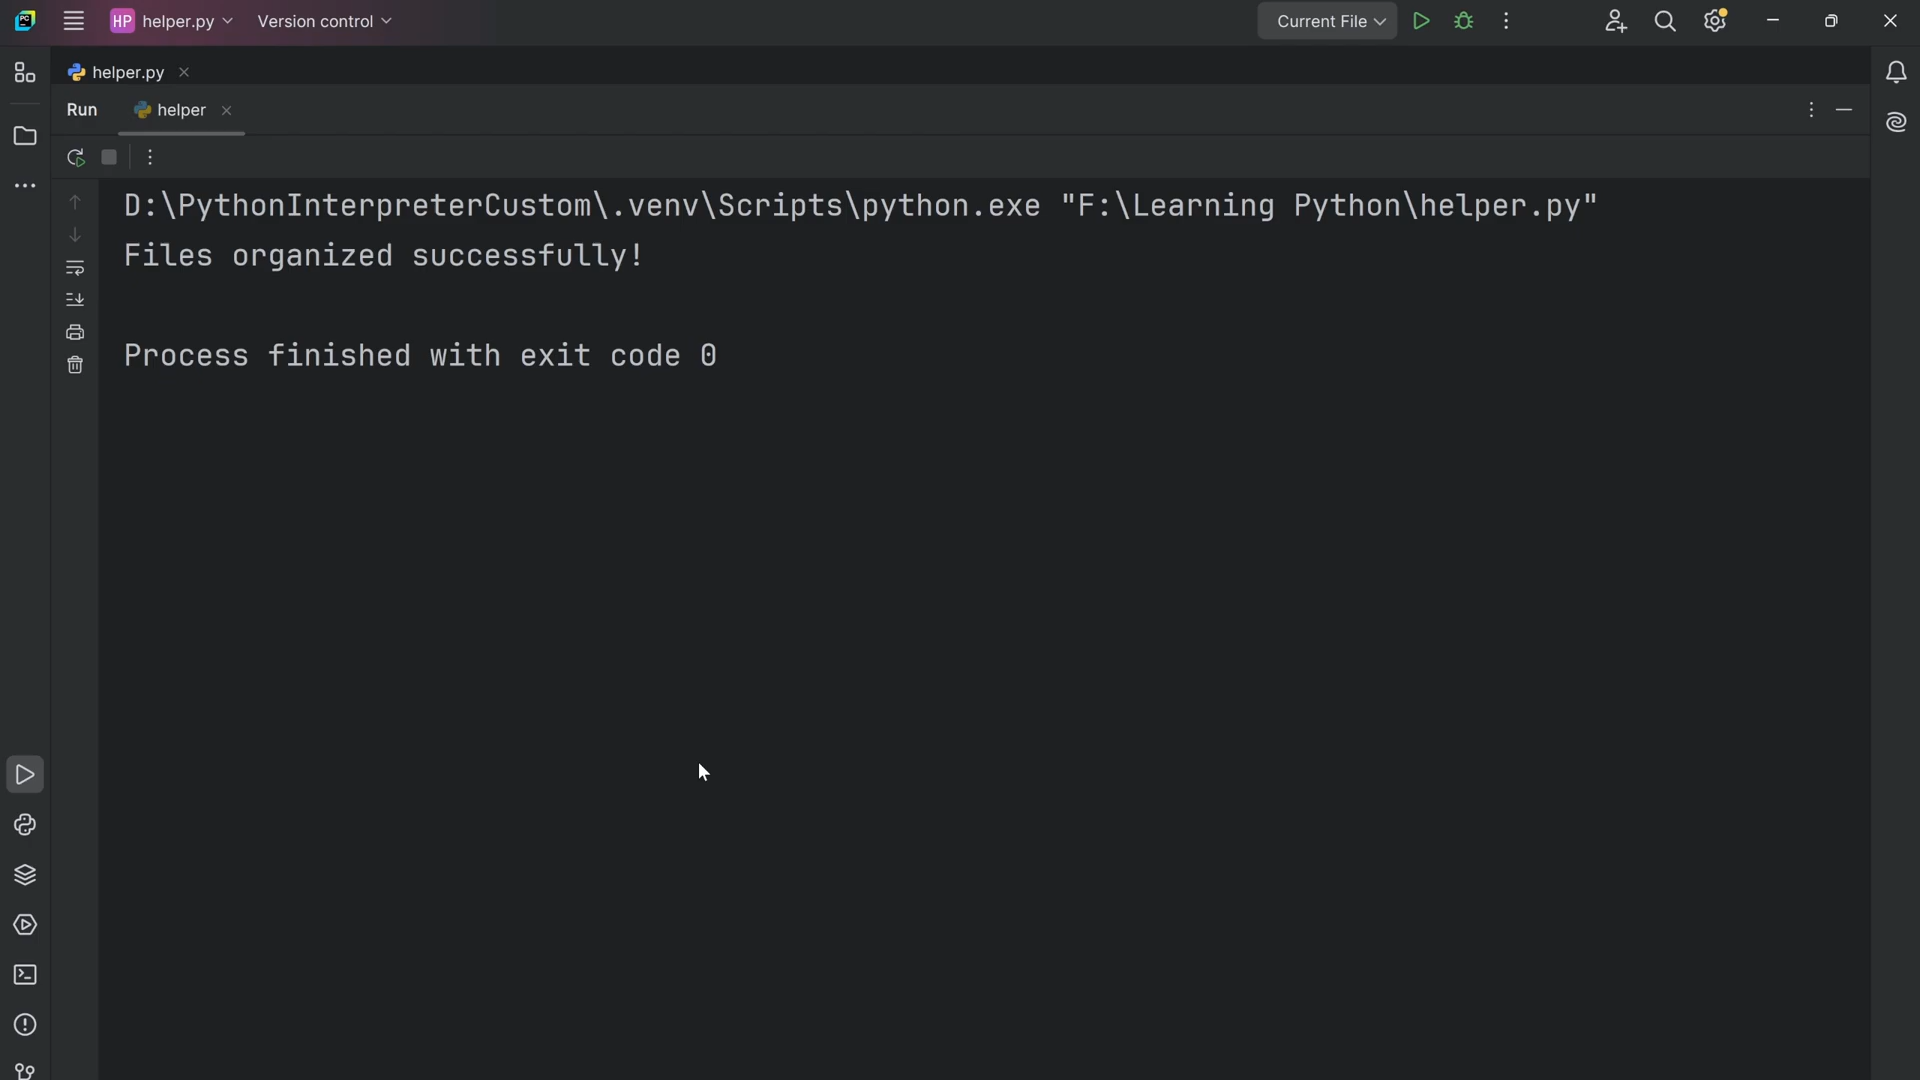 HP helper.py Version control Current File
helper.py
Run helper
D:\PythonInterpreterCustom\.venv\Scripts\python.exe "F:\Learning Python\helper.py"
Files organized successfully!
Process finished with exit code 0